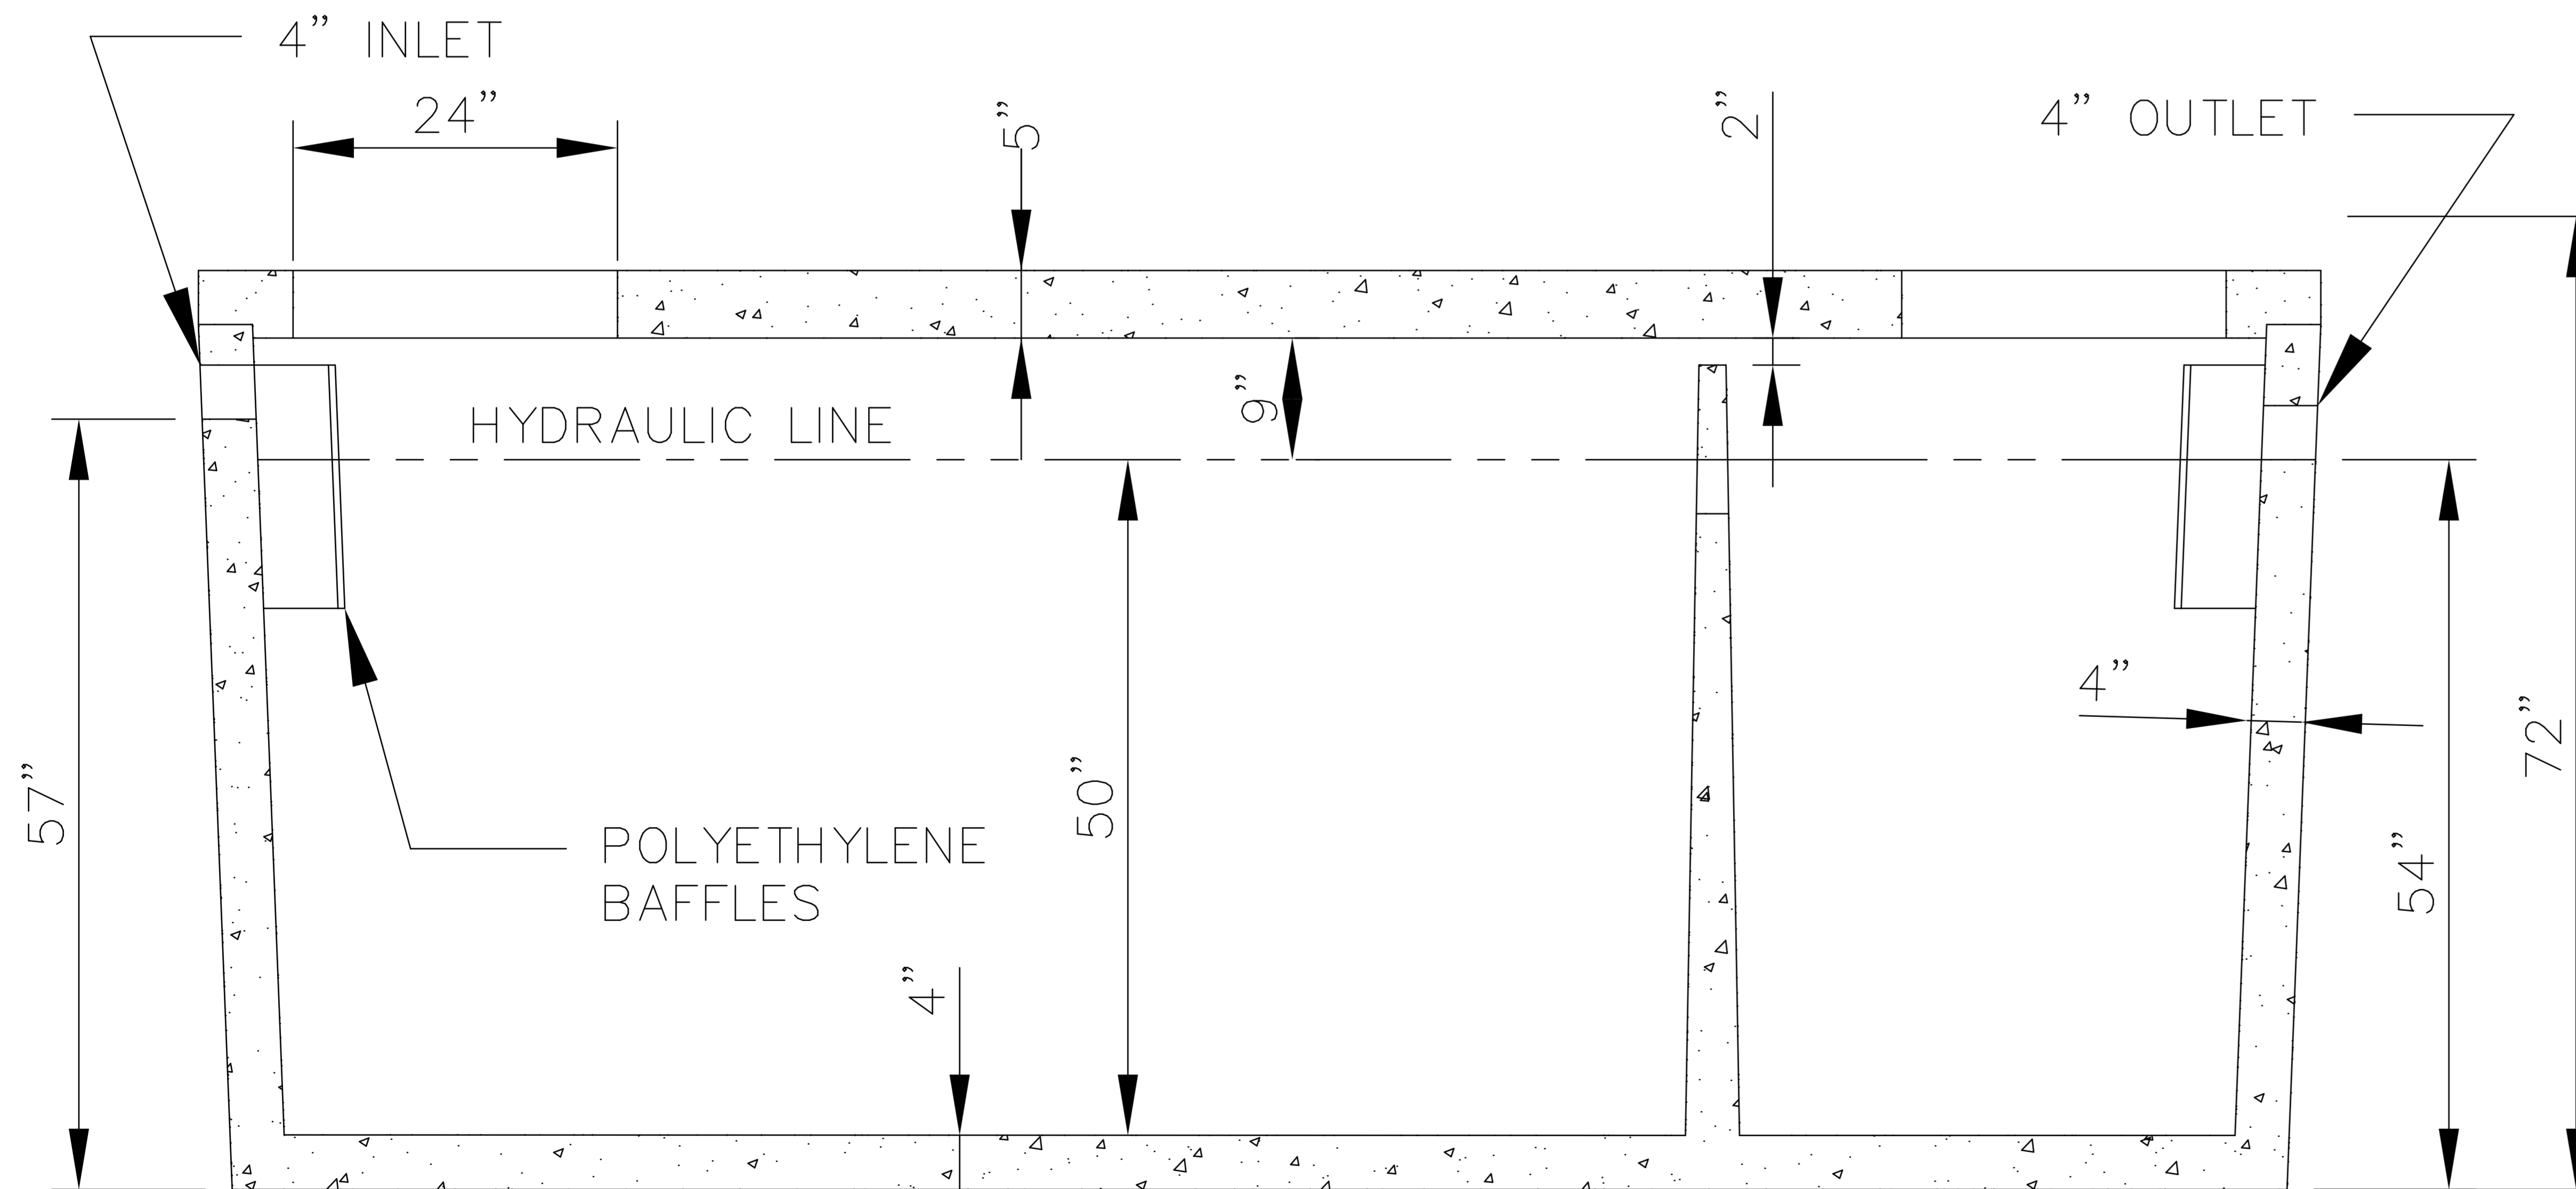 4” INLET
24”
5”
2”
4” OUTLET
9”
HYDRAULIC LINE
4”
57”
50”
72”
54”
POLYETHYLENE
BAFFLES
4”